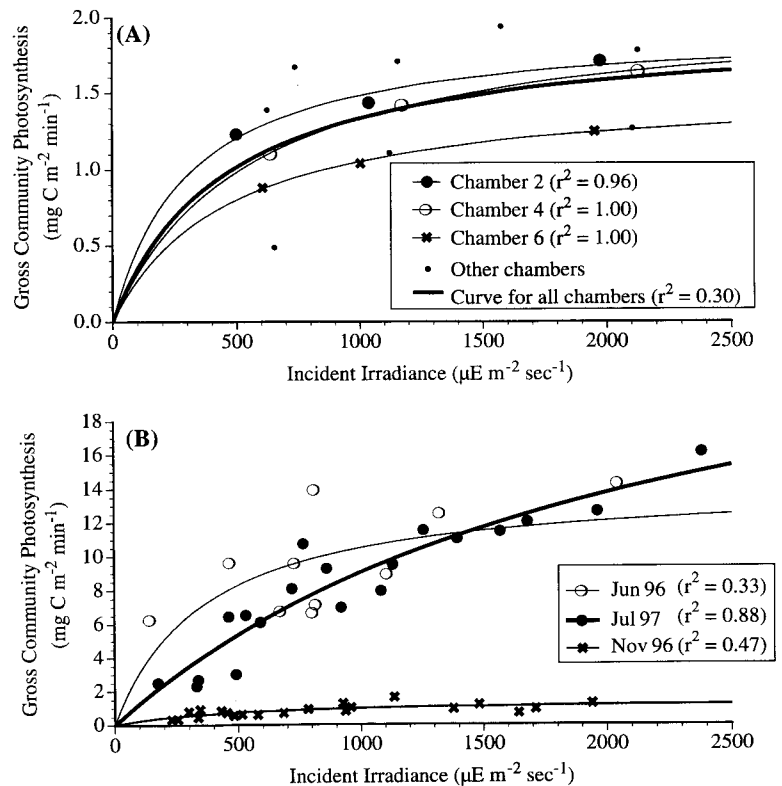 (A)
Gross Community Photosynthesis
(mg C m⁻² min⁻¹)
2.0
1.5
1.0
0.5
0.0
Chamber 2 (r² = 0.96)
Chamber 4 (r² = 1.00)
Chamber 6 (r² = 1.00)
Other chambers
Curve for all chambers (r² = 0.30)
0 500 1000 1500 2000 2500
Incident Irradiance (µE m⁻² sec⁻¹)
(B)
Gross Community Photosynthesis
(mg C m⁻² min⁻¹)
18
16
14
12
10
8
6
4
2
0
Jun 96 (r² = 0.33)
Jul 97 (r² = 0.88)
Nov 96 (r² = 0.47)
0 500 1000 1500 2000 2500
Incident Irradiance (µE m⁻² sec⁻¹)